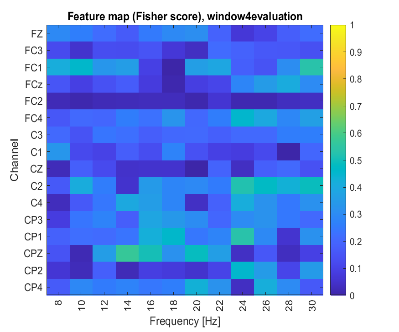 Feature map (Fisher score), window4evaluation
FZ
FC3
FC1
FCz
FC2
FC4
C3
C1
CZ
C2
C4
CP3
CP1
CPZ
CP2
CP4
Channel
8 10 12 14 16 18 20 22 24 26 28 30
Frequency [Hz]
1
0.9
0.8
0.7
0.6
0.5
0.4
0.3
0.2
0.1
0